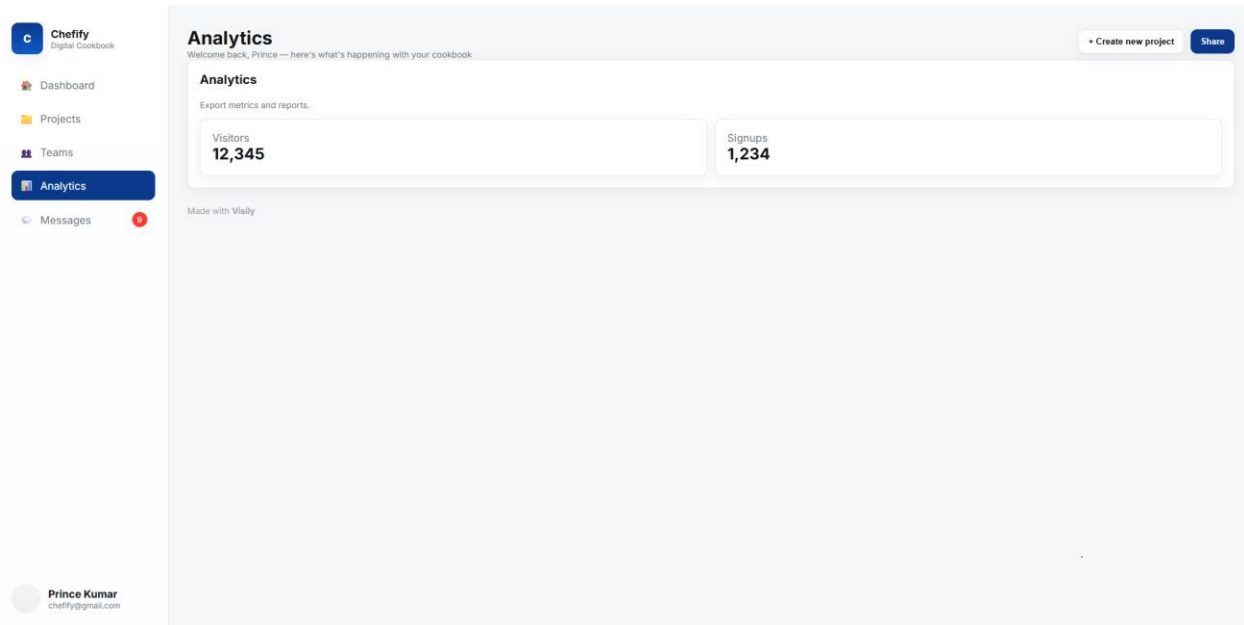 C
Chefify
Digital Cookbook
Dashboard
Projects
Teams
Analytics
Messages
9
Prince Kumar
chefify@gmail.com
Analytics
Welcome back, Prince — here's what's happening with your cookbook
+ Create new project
Share
Analytics
Export metrics and reports.
Visitors
12,345
Signups
1,234
Made with Visily